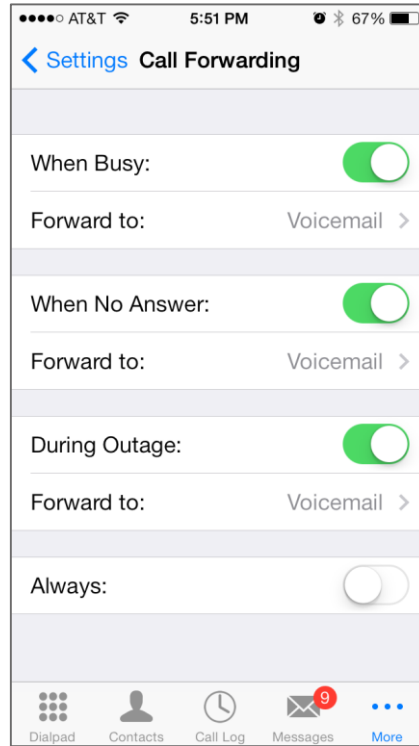 AT&T 5:51 PM 67%
Settings Call Forwarding
When Busy:
Forward to: Voicemail
When No Answer:
Forward to: Voicemail
During Outage:
Forward to: Voicemail
Always:
9
Dialpad Contacts Call Log Messages More